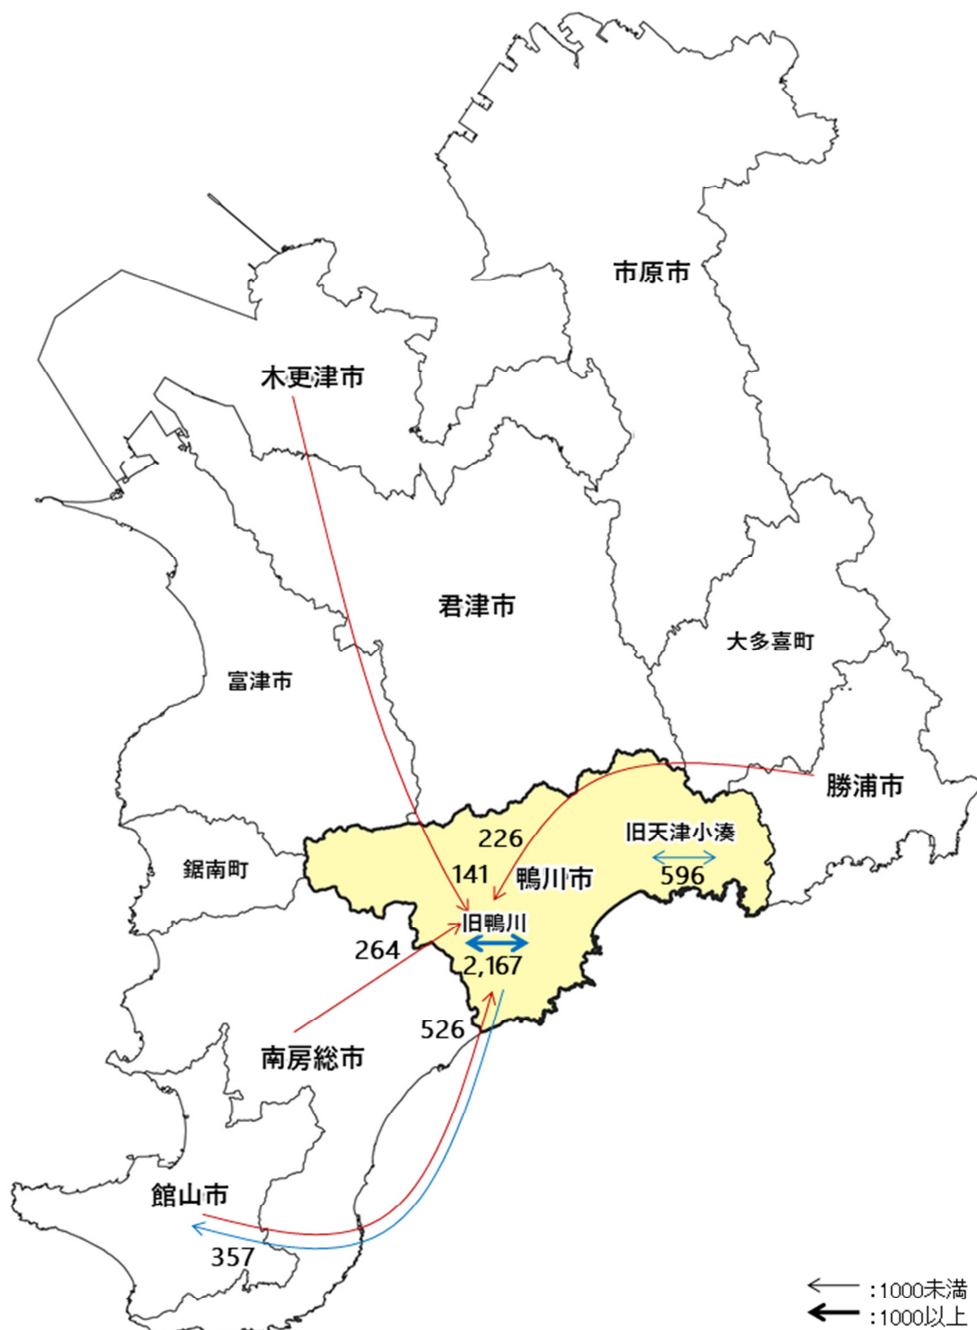 市原市
木更津市
君津市
大多喜町
富津市
勝浦市
旧天津小湊
226
鋸南町
141
鴨川市
596
旧鴨川
264
2,167
526
南房総市
館山市
357
:1000未満
:1000以上